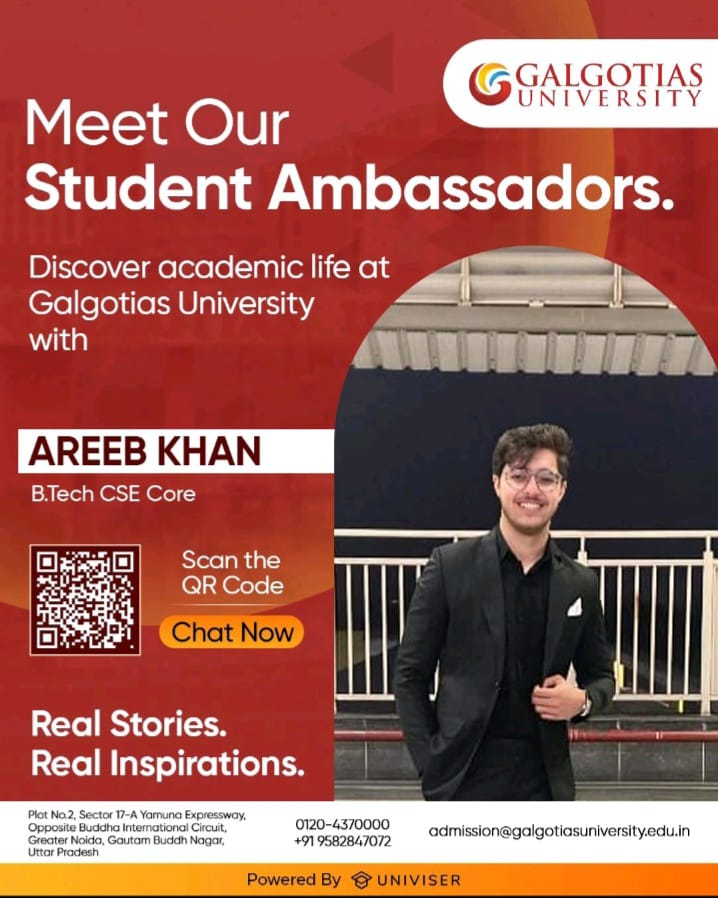 GALGOTIAS
UNIVERSITY
Meet Our
Student Ambassadors.
Discover academic life at
Galgotias University
with
AREEB KHAN
B.Tech CSE Core
Scan the
QR Code
Chat Now
Real Stories.
Real Inspirations.
Plot No.2, Sector 17-A Yamuna Expressway,
Opposite Buddha International Circuit,
Greater Noida, Gautam Buddh Nagar,
Uttar Pradesh
0120-4370000
+91 9582847072
admission@galgotiasuniversity.edu.in
Powered By UNIVISER